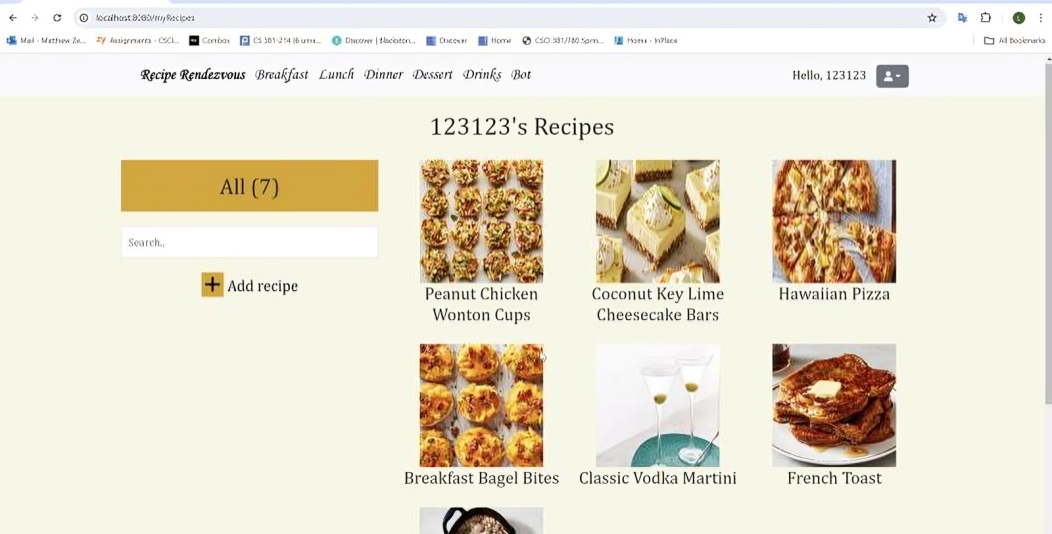 localhost:8080/myRecipes
Mail - Matthew Ze... Assignments - CSCI... Combos CS 351-214 (6 unre... Discover | Blackston... Discover Home CSCI 381/780 Sprin... Home - InPlace All Bookmarks
Recipe Rendezvous Breakfast Lunch Dinner Dessert Drinks Bot
Hello, 123123
123123's Recipes
All (7)
Search..
+ Add recipe
Peanut Chicken
Wonton Cups
Coconut Key Lime
Cheesecake Bars
Hawaiian Pizza
Breakfast Bagel Bites
Classic Vodka Martini
French Toast